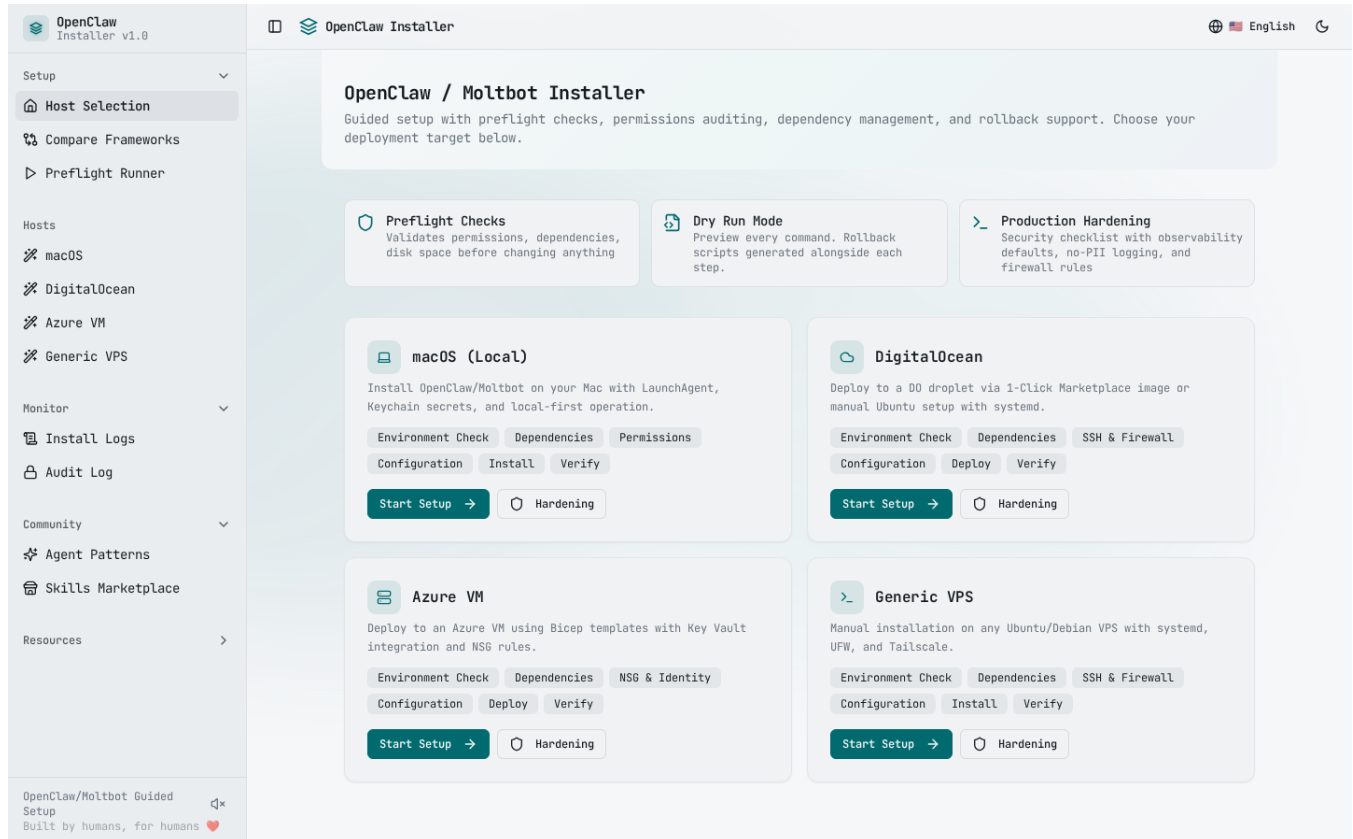 OpenClaw
Installer v1.0
Setup
Host Selection
Compare Frameworks
Preflight Runner
Hosts
macOS
DigitalOcean
Azure VM
Generic VPS
Monitor
Install Logs
Audit Log
Community
Agent Patterns
Skills Marketplace
Resources
OpenClaw/Moltbot Guided
Setup
Built by humans, for humans ❤️
OpenClaw Installer
🇺🇸 English
OpenClaw / Moltbot Installer
Guided setup with preflight checks, permissions auditing, dependency management, and rollback support. Choose your
deployment target below.
Preflight Checks
Validates permissions, dependencies,
disk space before changing anything
Dry Run Mode
Preview every command. Rollback
scripts generated alongside each
step.
Production Hardening
Security checklist with observability
defaults, no-PII logging, and
firewall rules
macOS (Local)
Install OpenClaw/Moltbot on your Mac with LaunchAgent,
Keychain secrets, and local-first operation.
Environment Check Dependencies Permissions
Configuration Install Verify
Start Setup → Hardening
DigitalOcean
Deploy to a DO droplet via 1-Click Marketplace image or
manual Ubuntu setup with systemd.
Environment Check Dependencies SSH & Firewall
Configuration Deploy Verify
Start Setup → Hardening
Azure VM
Deploy to an Azure VM using Bicep templates with Key Vault
integration and NSG rules.
Environment Check Dependencies NSG & Identity
Configuration Deploy Verify
Start Setup → Hardening
Generic VPS
Manual installation on any Ubuntu/Debian VPS with systemd,
UFW, and Tailscale.
Environment Check Dependencies SSH & Firewall
Configuration Install Verify
Start Setup → Hardening